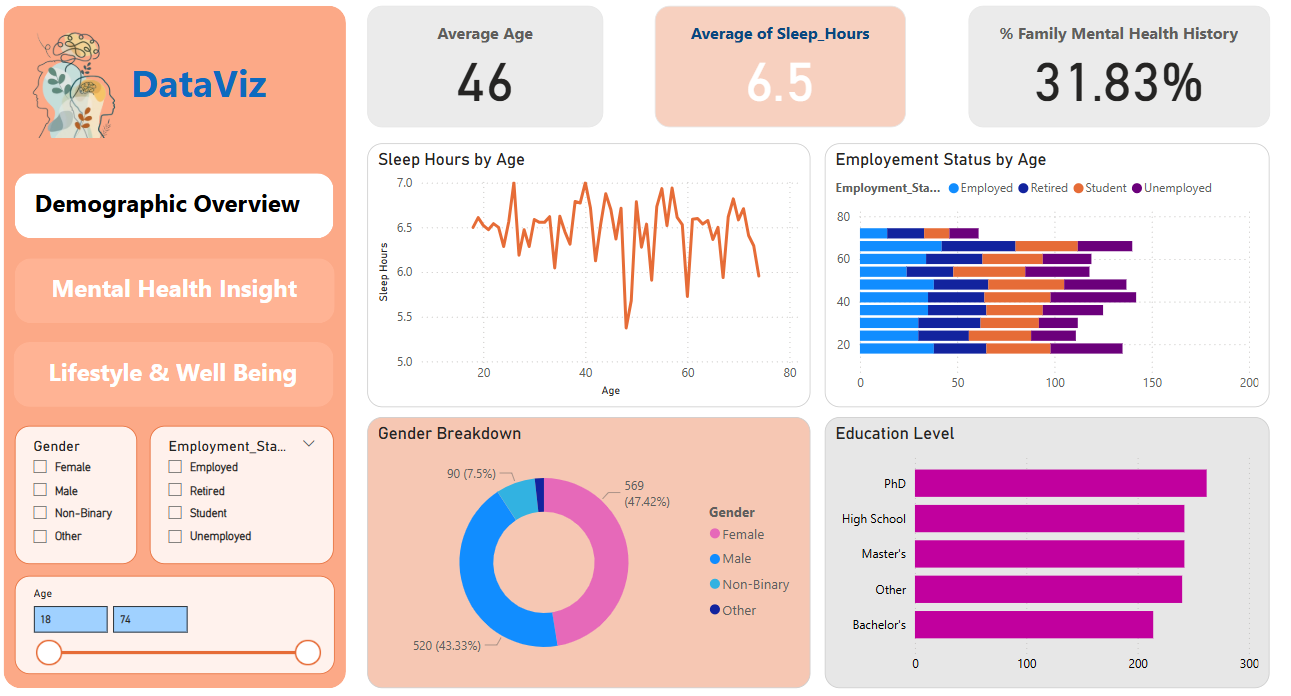 DataViz
Demographic Overview
Mental Health Insight
Lifestyle & Well Being
Gender
Female
Male
Non-Binary
Other
Employment_Sta...
Employed
Retired
Student
Unemployed
Age
18 74
Average Age
46
Average of Sleep_Hours
6.5
% Family Mental Health History
31.83%
Sleep Hours by Age
7.0
6.5
6.0
5.5
5.0
Sleep Hours
20 40 60 80
Age
Employement Status by Age
Employment_Sta... Employed Retired Student Unemployed
80
60
40
20
0 50 100 150 200
Gender Breakdown
90 (7.5%)
569
(47.42%)
520 (43.33%)
Gender
Female
Male
Non-Binary
Other
Education Level
PhD
High School
Master's
Other
Bachelor's
0 100 200 300